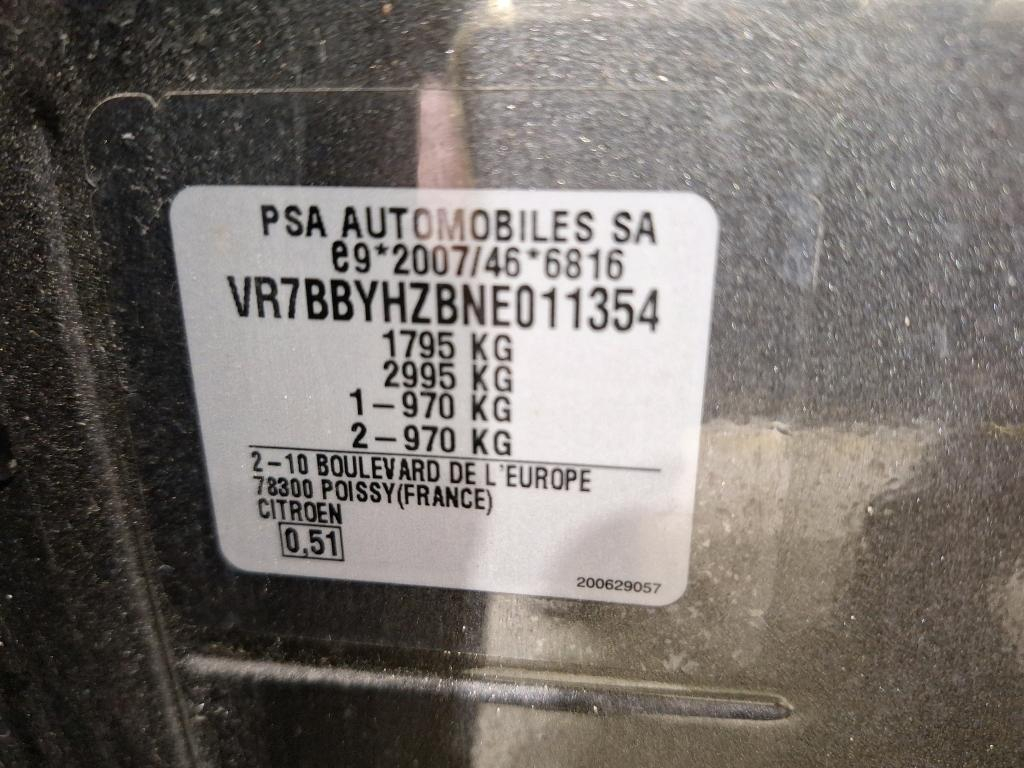 PSA AUTOMOBILES SA
e9*2007/46*6816
VR7BBYHZBNE011354
1795 KG
2995 KG
1-970 KG
2-970 KG
2-10 BOULEVARD DE L'EUROPE
78300 POISSY(FRANCE)
CITROEN
0,51
200629057